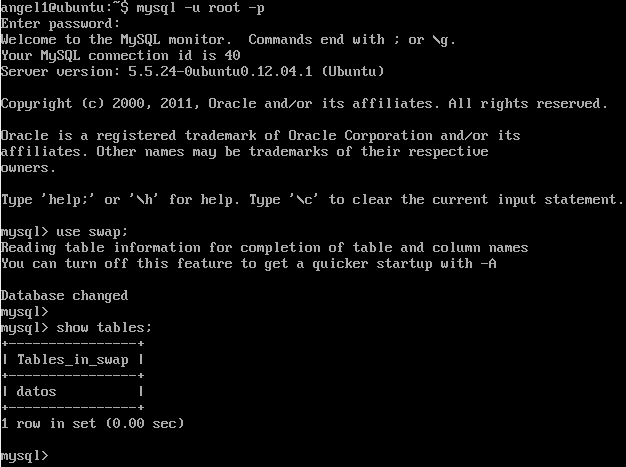 angel1@ubuntu:~$ mysql -u root -p
Enter password:
Welcome to the MySQL monitor.  Commands end with ; or \g.
Your MySQL connection id is 40
Server version: 5.5.24-0ubuntu0.12.04.1 (Ubuntu)

Copyright (c) 2000, 2011, Oracle and/or its affiliates. All rights reserved.

Oracle is a registered trademark of Oracle Corporation and/or its
affiliates. Other names may be trademarks of their respective
owners.

Type 'help;' or '\h' for help. Type '\c' to clear the current input statement.

mysql> use swap;
Reading table information for completion of table and column names
You can turn off this feature to get a quicker startup with -A

Database changed
mysql>
mysql> show tables;
+----------------+
| Tables_in_swap |
+----------------+
| datos          |
+----------------+
1 row in set (0.00 sec)

mysql>